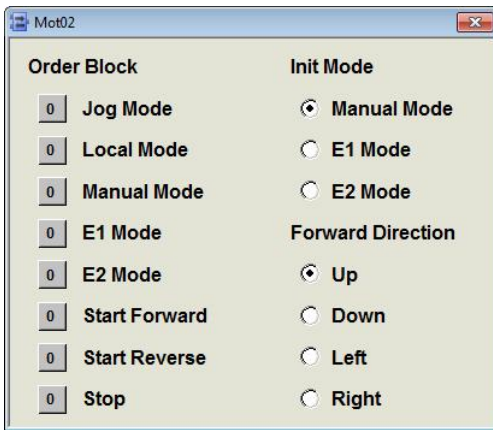 Mot02
Order Block
0 Jog Mode
0 Local Mode
0 Manual Mode
0 E1 Mode
0 E2 Mode
0 Start Forward
0 Start Reverse
0 Stop
Init Mode
Manual Mode
E1 Mode
E2 Mode
Forward Direction
Up
Down
Left
Right